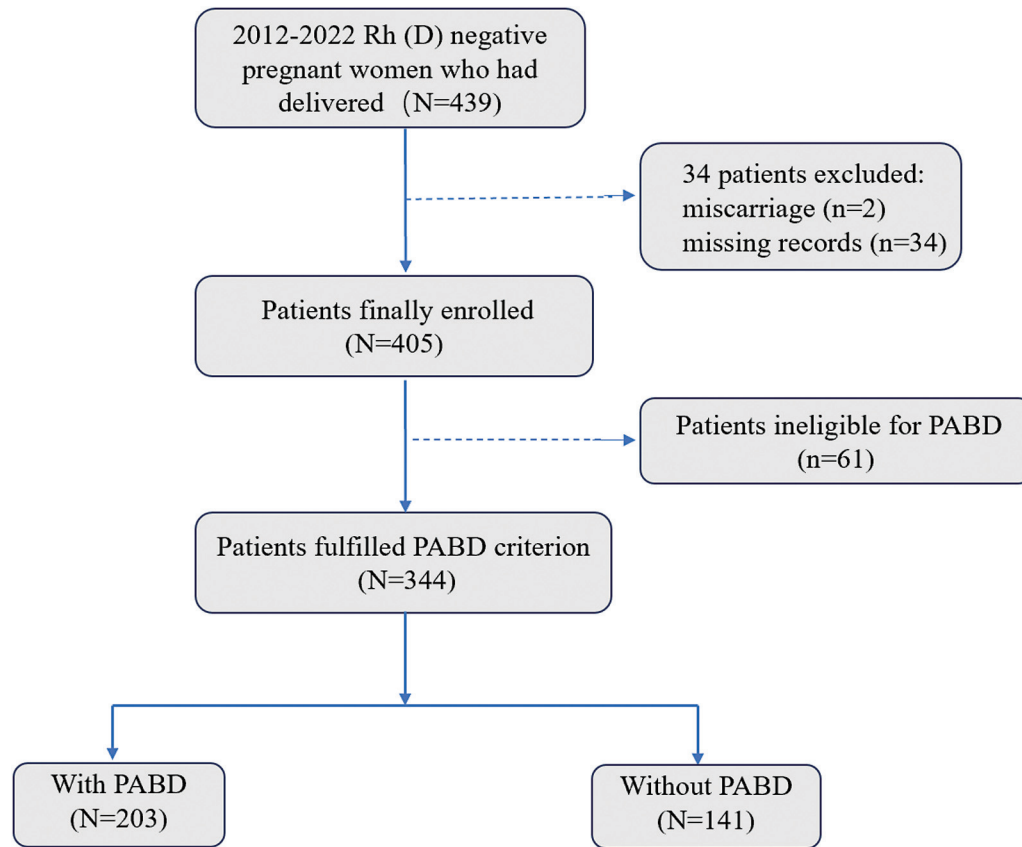 2012-2022 Rh (D) negative
pregnant women who had
delivered（N=439)
34 patients excluded:
miscarriage (n=2)
missing records (n=34)
Patients finally enrolled
(N=405)
Patients ineligible for PABD
(n=61)
Patients fulfilled PABD criterion
(N=344)
With PABD
(N=203)
Without PABD
(N=141)